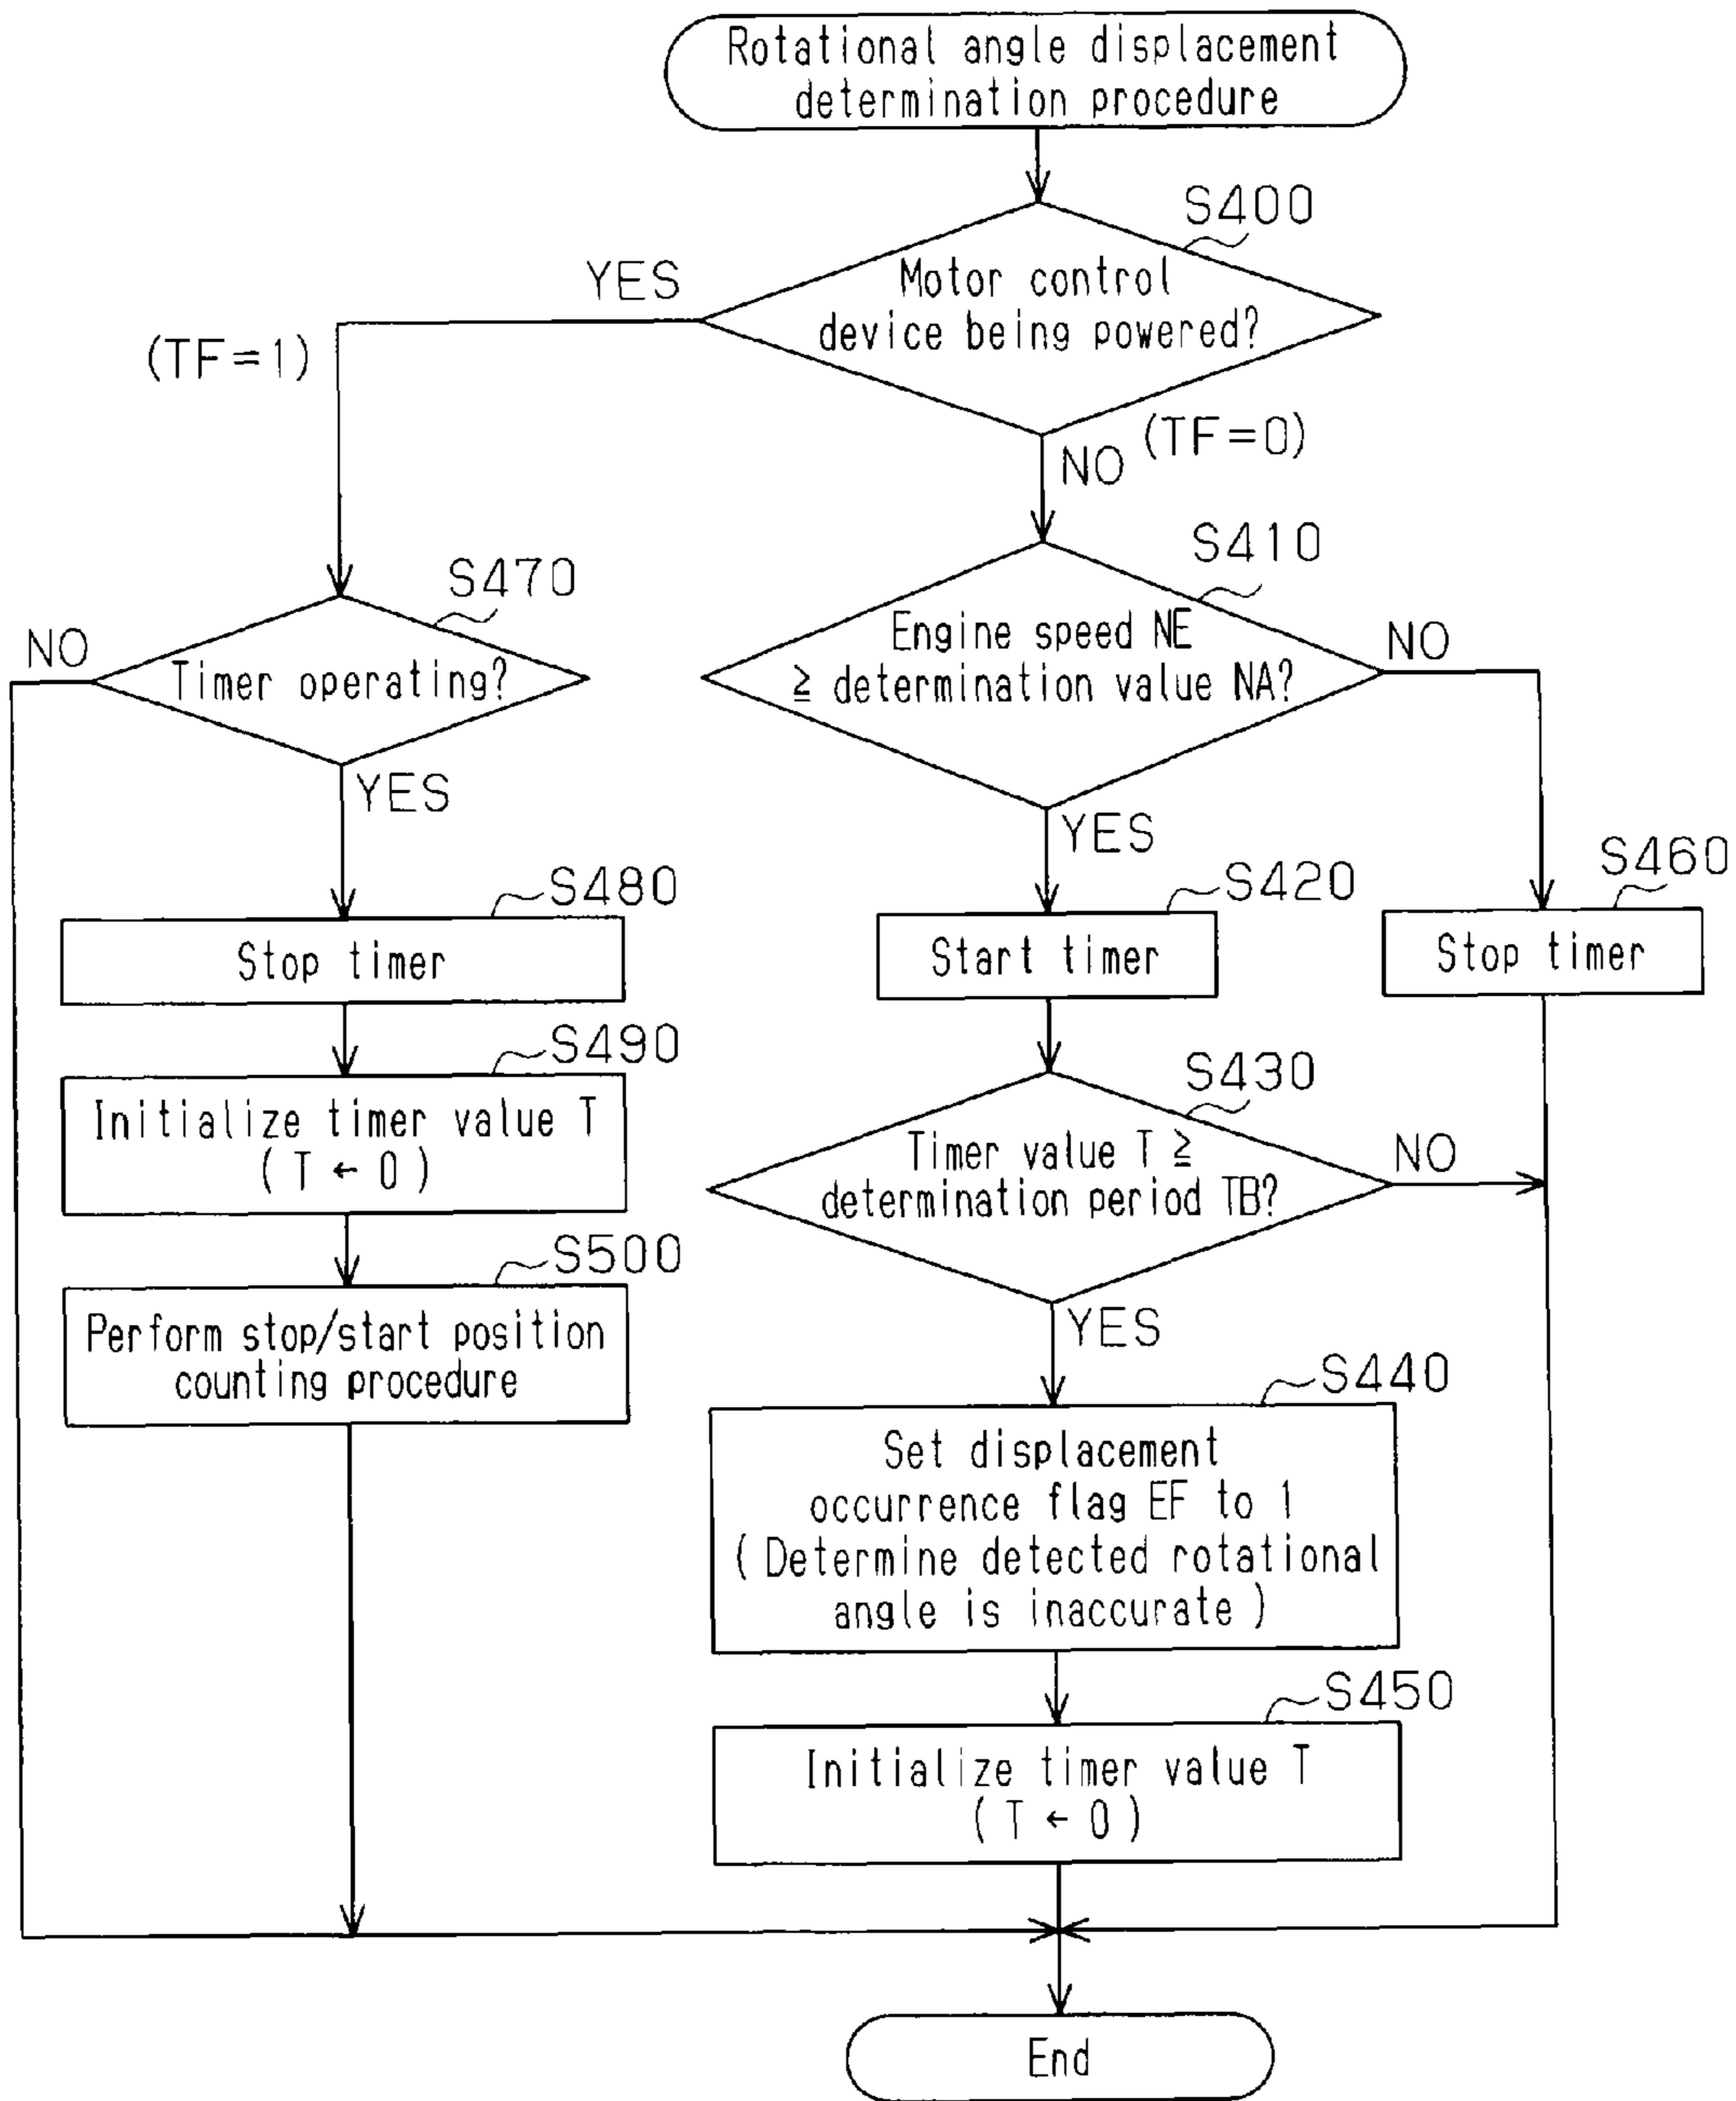 Rotational angle displacement
determination procedure
S400
Motor control
device being powered?
YES
(TF=1)
NO
(TF=0)
S410
Engine speed NE
≧ determination value NA?
NO
YES
S470
Timer operating?
NO
YES
S480
Stop timer
S490
Initialize timer value T
( T ← 0 )
S500
Perform stop/start position
counting procedure
S420
Start timer
S460
Stop timer
S430
Timer value T ≧
determination period TB?
NO
YES
S440
Set displacement
occurrence flag EF to 1
( Determine detected rotational
angle is inaccurate )
S450
Initialize timer value T
( T ← 0 )
End